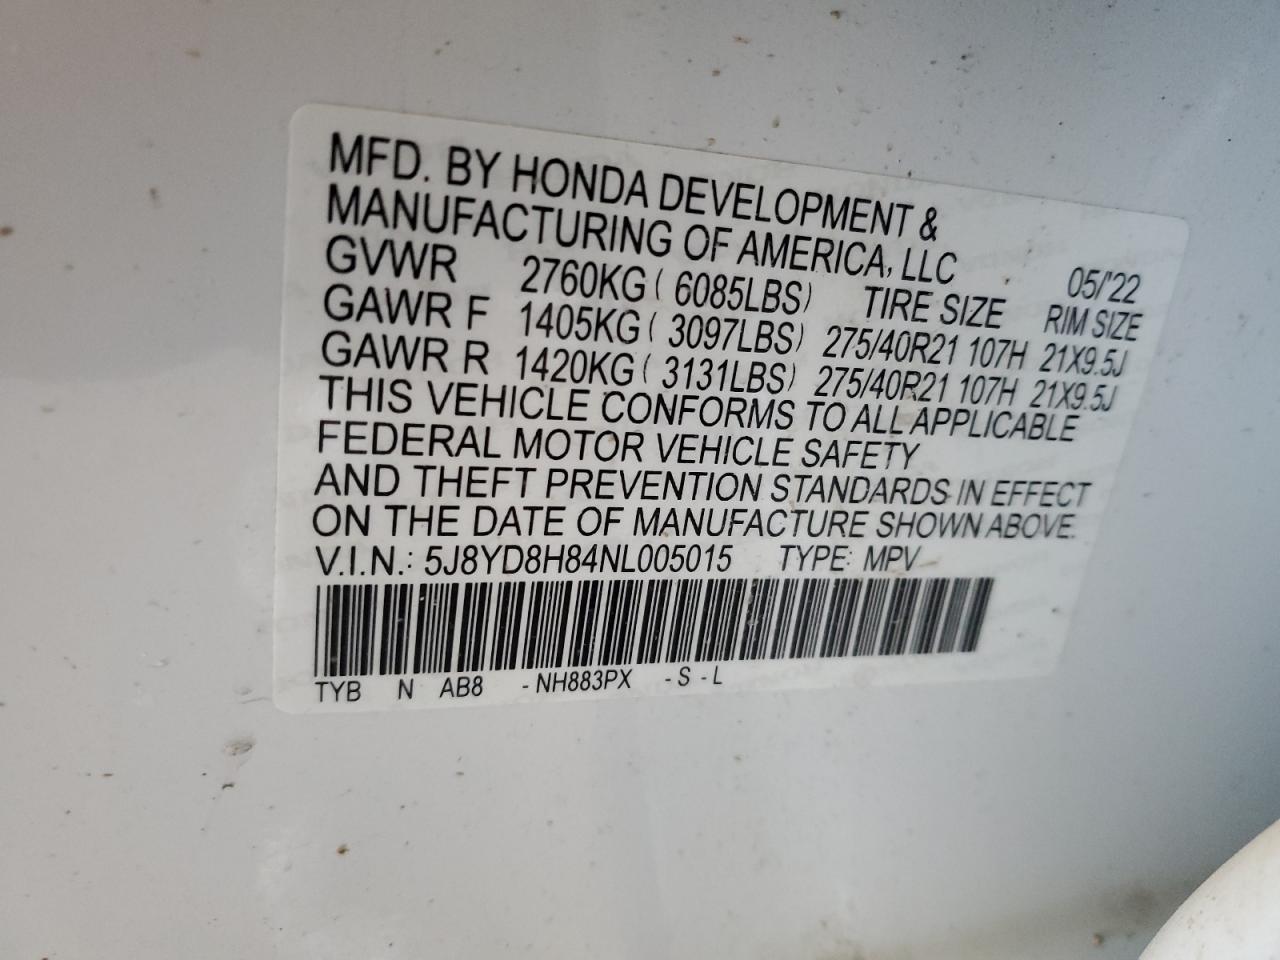 MFD. BY HONDA DEVELOPMENT &
MANUFACTURING OF AMERICA, LLC 05/'22
GVWR 2760KG ( 6085LBS) TIRE SIZE RIM SIZE
GAWR F 1405KG ( 3097LBS) 275/40R21 107H 21X9.5J
GAWR R 1420KG ( 3131LBS) 275/40R21 107H 21X9.5J
THIS VEHICLE CONFORMS TO ALL APPLICABLE
FEDERAL MOTOR VEHICLE SAFETY
AND THEFT PREVENTION STANDARDS IN EFFECT
ON THE DATE OF MANUFACTURE SHOWN ABOVE.
V.I.N.: 5J8YD8H84NL005015 TYPE: MPV
TYB N AB8 - NH883PX - S - L